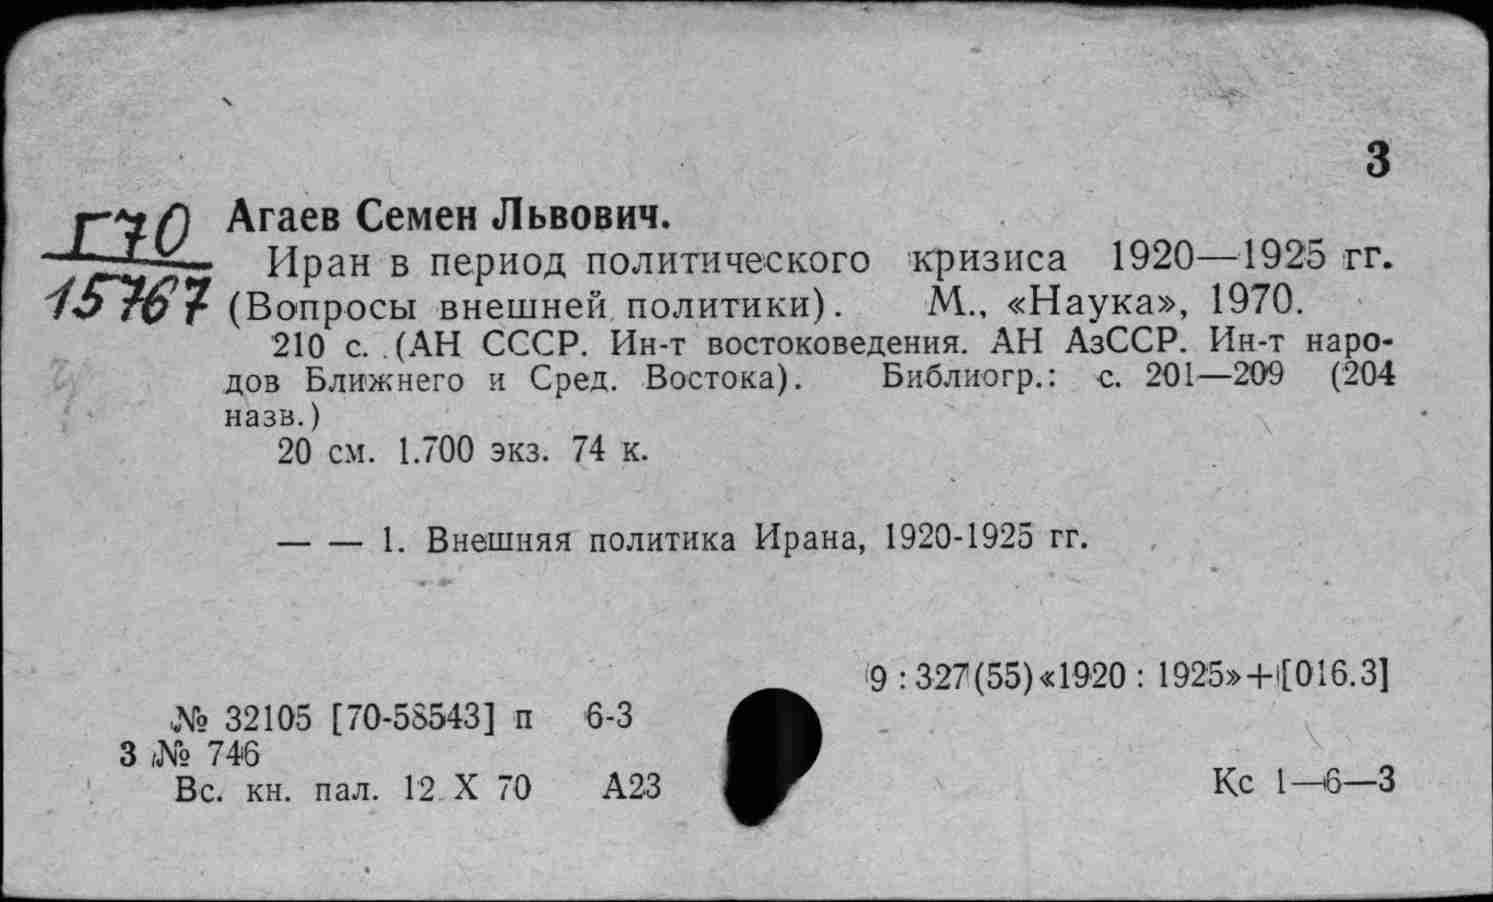 3
Г70
15767
Агаев Семен Львович.
Иран в период политического кризиса 1920—1925 гг.
(Вопросы внешней политики). М., «Наука», 1970.
210 с. (АН СССР. Ин-т востоковедения. АН АзССР. Ин-т наро-
дов Ближнего и Сред. Востока). Библиогр.: с. 201—209 (204
назв.)
20 см. 1.700 экз. 74 к.
— — 1. Внешняя политика Ирана, 1920-1925 гг.
9 : 327(55)«1920 : 1925»+[016.3]
№ 32105 [70-58543] п 6-3
3 № 746
Вс. кн. пал. 12 X 70 А23
Кс 1—6—3